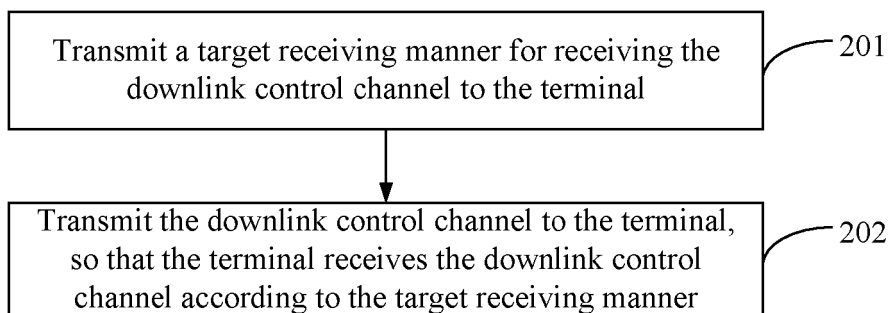 Transmit a target receiving manner for receiving the
downlink control channel to the terminal
201
Transmit the downlink control channel to the terminal,
so that the terminal receives the downlink control
channel according to the target receiving manner
202